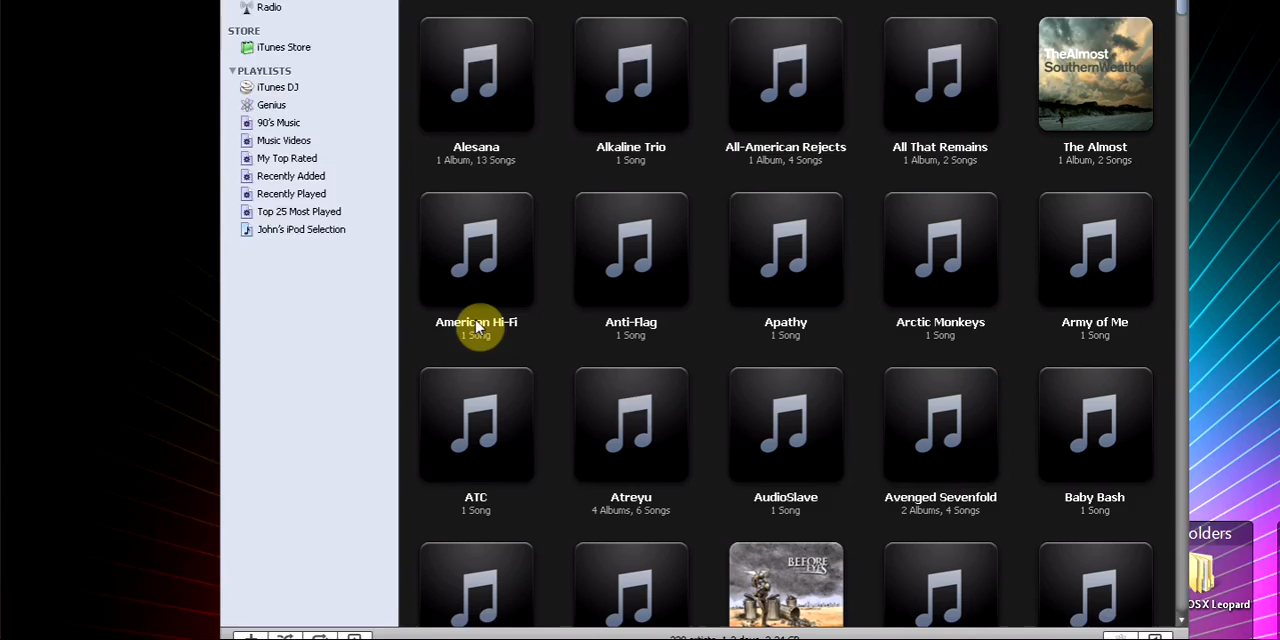 Radio
STORE
iTunes Store
PLAYLISTS
iTunes DJ
Genius
90's Music
Music Videos
My Top Rated
Recently Added
Recently Played
Top 25 Most Played
John's iPod Selection
TheAlmost
SouthernWeather
Alesana
1 Album, 13 Songs
Alkaline Trio
1 Song
All-American Rejects
1 Album, 4 Songs
All That Remains
1 Album, 2 Songs
The Almost
1 Album, 2 Songs
American Hi-Fi
1 Song
Anti-Flag
1 Song
Apathy
1 Song
Arctic Monkeys
1 Song
Army of Me
1 Song
ATC
1 Song
Atreyu
4 Albums, 6 Songs
AudioSlave
1 Song
Avenged Sevenfold
2 Albums, 4 Songs
Baby Bash
1 Song
BEFORE
EYES
olders
OSX Leopard